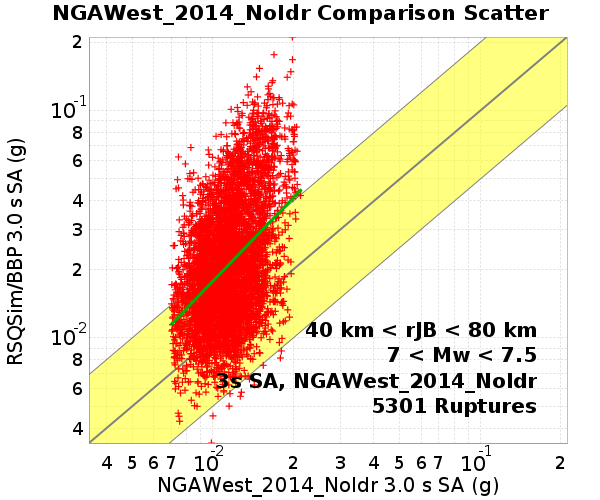 NGAWest_2014_NoIdr Comparison Scatter
RSQSim/BBP 3.0 s SA (g)
2
10-1
8
6
4
3
2
10-2
8
6
4
40 km < rJB < 80 km
7 < Mw < 7.5
3s SA, NGAWest_2014_NoIdr
5301 Ruptures
4 5 6 7 10-2 2 3 4 5 6 7 10-1 2
NGAWest_2014_NoIdr 3.0 s SA (g)